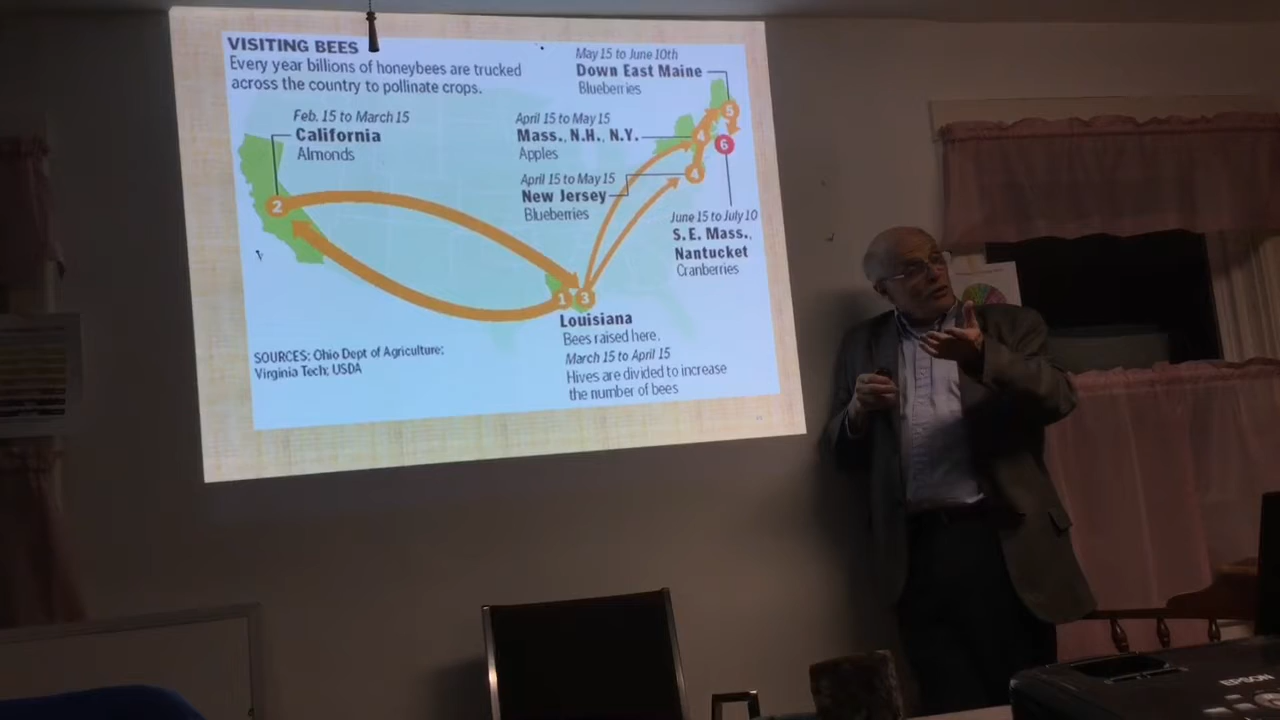 VISITING BEES
Every year billions of honeybees are trucked
across the country to pollinate crops.
Feb. 15 to March 15
California
Almonds
May 15 to June 10th
Down East Maine
Blueberries
April 15 to May 15
Mass., N.H., N.Y.
Apples
April 15 to May 15
New Jersey
Blueberries
5
4
6
4
2
June 15 to July 10
S.E. Mass.,
Nantucket
Cranberries
1 3
Louisiana
Bees raised here.
March 15 to April 15
Hives are divided to increase
the number of bees
SOURCES: Ohio Dept of Agriculture;
Virginia Tech; USDA
EPSON